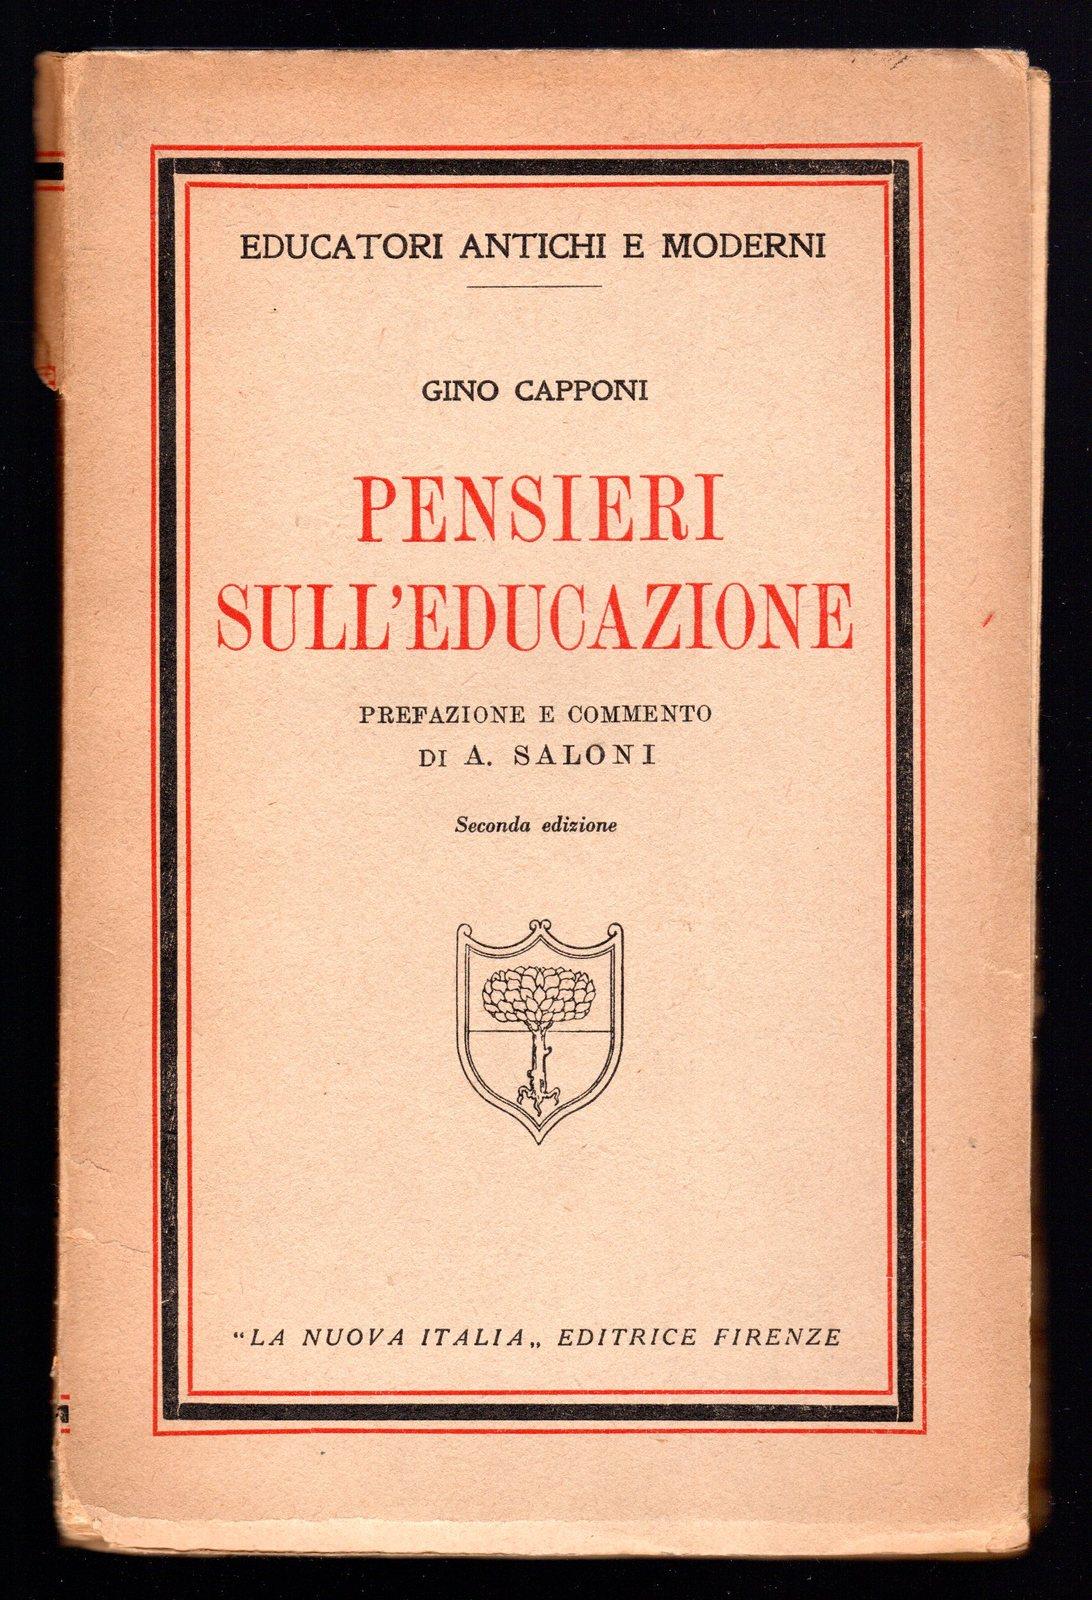 EDUCATORI ANTICHI E MODERNI
GINO CAPPONI
PENSIERI
SULL'EDUCAZIONE
PREFAZIONE E COMMENTO
DI A. SALONI
Seconda edizione
“LA NUOVA ITALIA„ EDITRICE FIRENZE